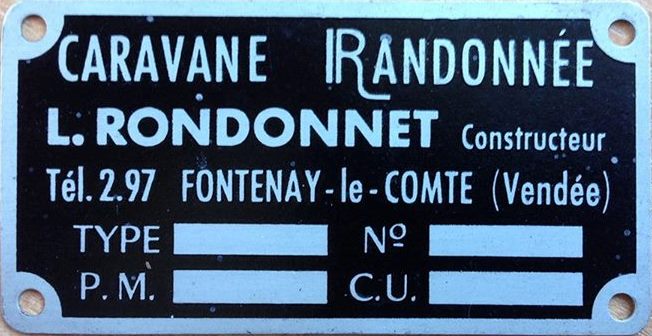 CARAVANE RANDONNÉE
L. RONDONNET Constructeur
Tél. 2.97 FONTENAY-le-COMTE (Vendée)
TYPE Nº
P.M. C.U.